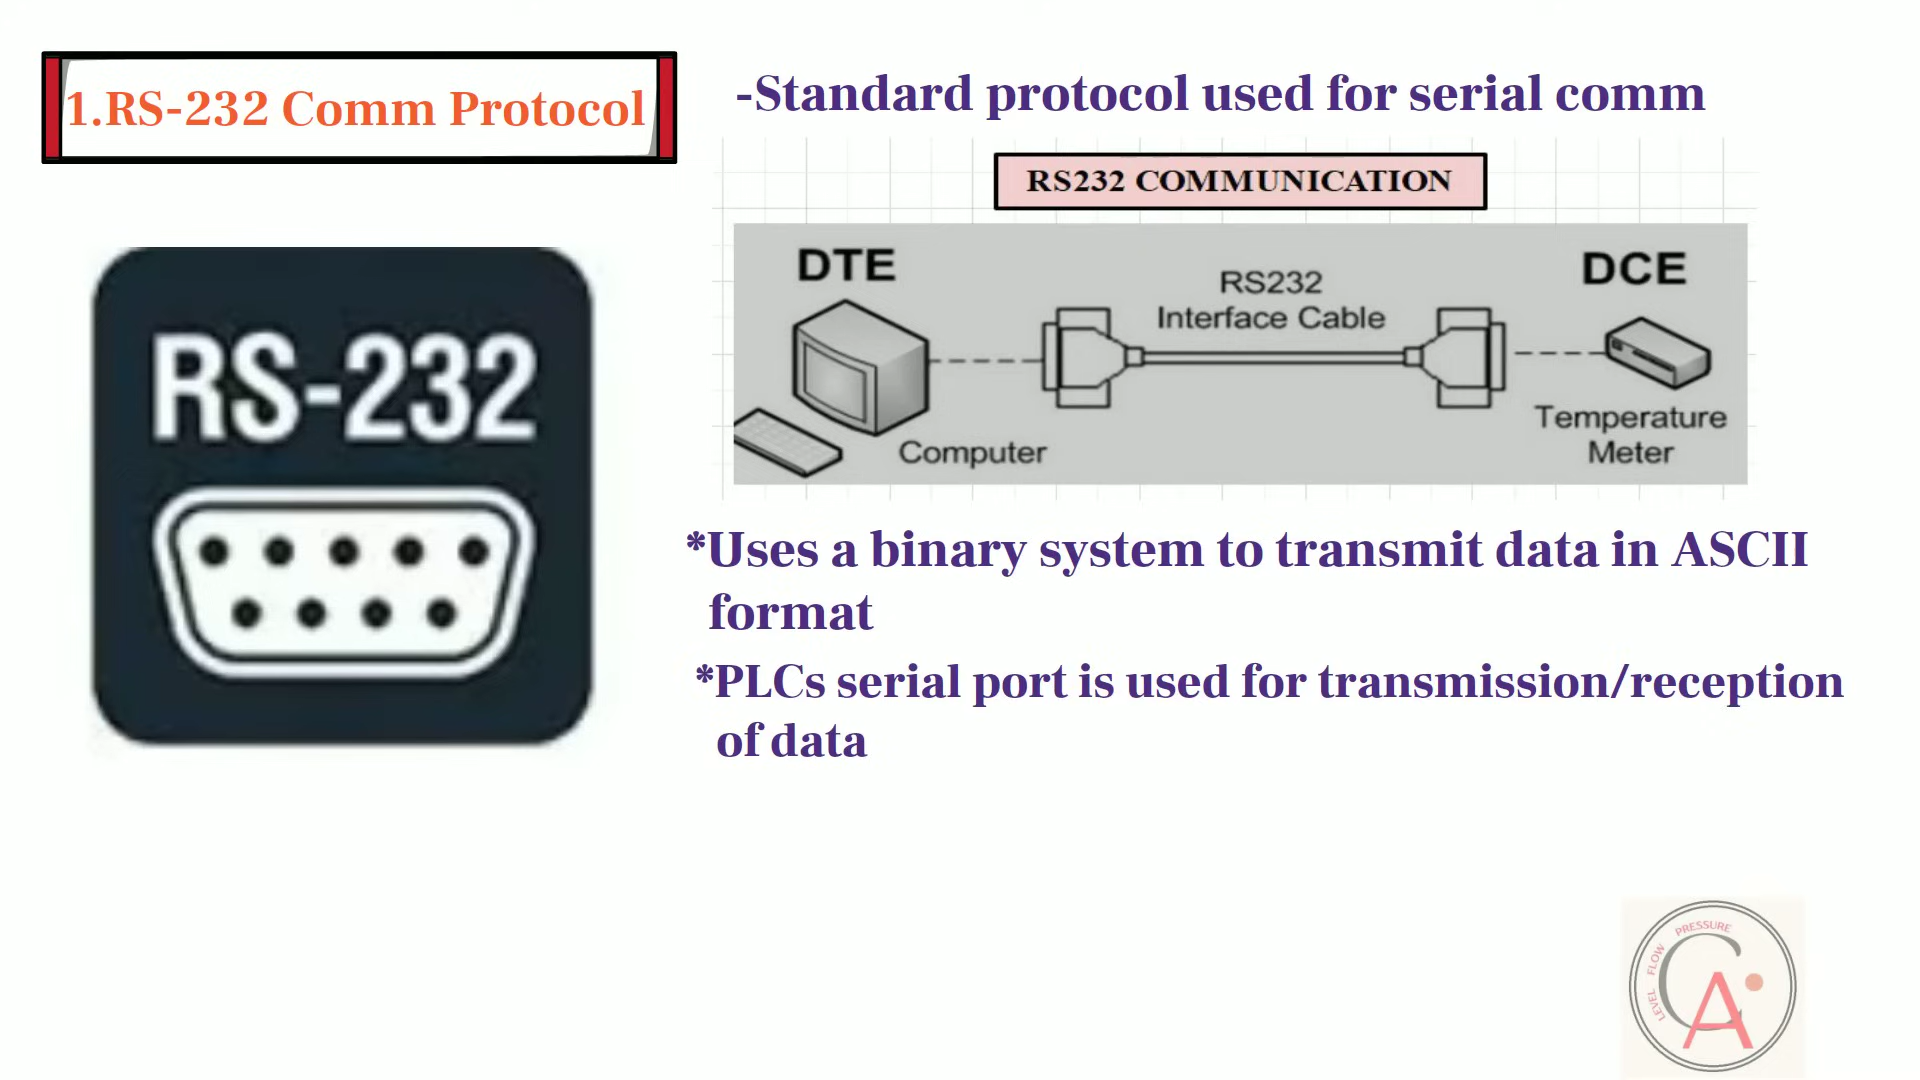 1.RS-232 Comm Protocol
-Standard protocol used for serial comm
RS232 COMMUNICATION
DTE
DCE
RS232
Interface Cable
Computer
Temperature
Meter
RS-232
*Uses a binary system to transmit data in ASCII
format
*PLCs serial port is used for transmission/reception
of data
LEVEL FLOW PRESSURE
CA